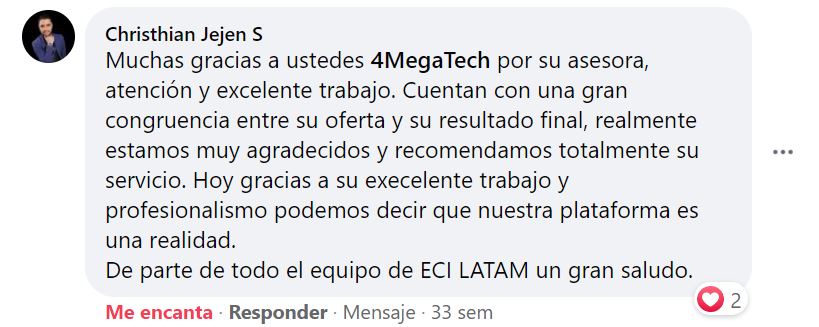 Christhian Jejen S
Muchas gracias a ustedes 4MegaTech por su asesora,
atención y excelente trabajo. Cuentan con una gran
congruencia entre su oferta y su resultado final, realmente
estamos muy agradecidos y recomendamos totalmente su
servicio. Hoy gracias a su execelente trabajo y
profesionalismo podemos decir que nuestra plataforma es
una realidad.
De parte de todo el equipo de ECI LATAM un gran saludo.
2
Me encanta · Responder · Mensaje · 33 sem